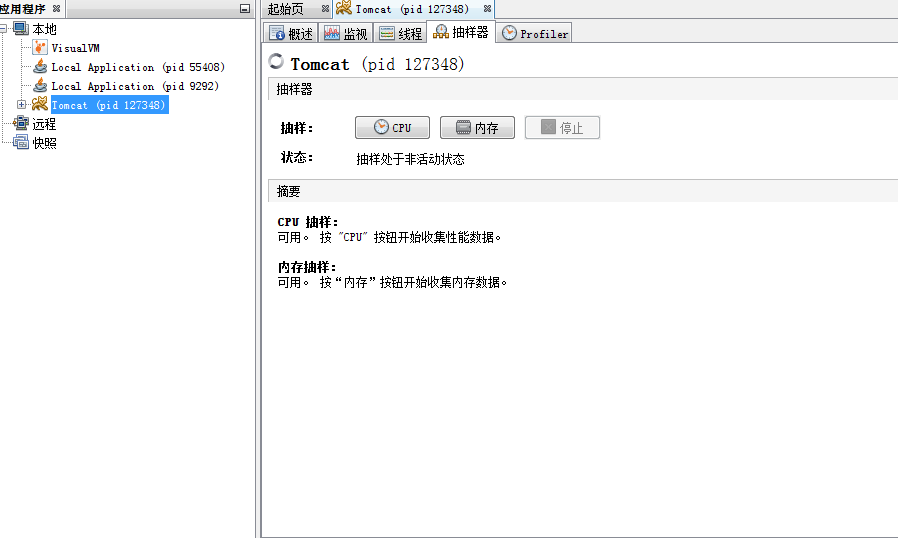 应用程序
本地
VisualVM
Local Application (pid 55408)
Local Application (pid 9292)
Tomcat (pid 127348)
远程
快照
起始页 Tomcat (pid 127348)
概述 监视 线程 抽样器 Profiler
Tomcat (pid 127348)
抽样器
抽样: CPU 内存 停止
状态: 抽样处于非活动状态
摘要
CPU 抽样:
可用。 按 "CPU" 按钮开始收集性能数据。
内存抽样:
可用。 按“内存”按钮开始收集内存数据。